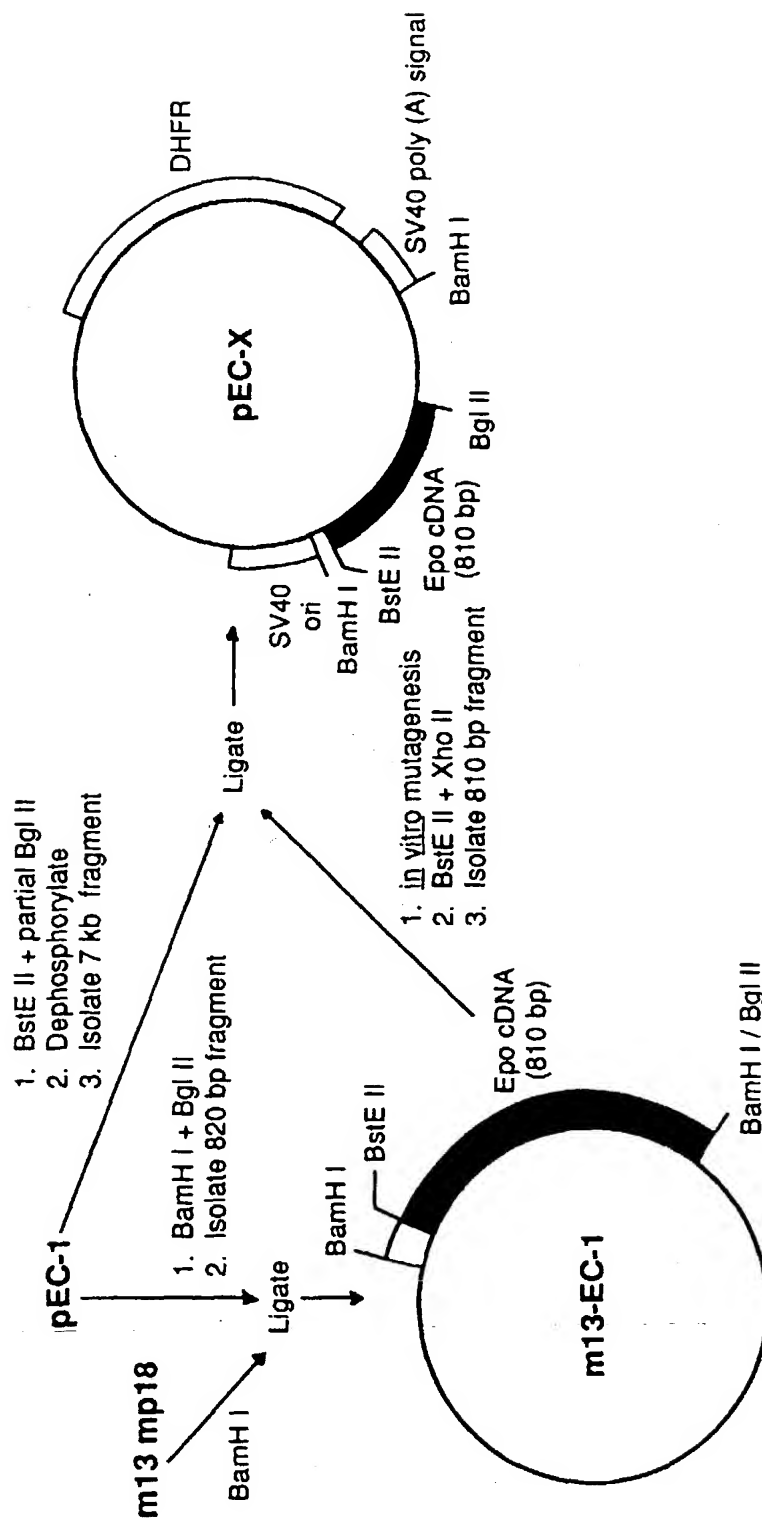 pEC-1
m13 mp18
BamH I
1. BamH I + Bgl II
2. Isolate 820 bp fragment
Ligate
1. BstE II + partial Bgl II
2. Dephosphorylate
3. Isolate 7 kb fragment
m13-EC-1
BamH I
BstE II
Epo cDNA
(810 bp)
BamH I / Bgl II
1. in vitro mutagenesis
2. BstE II + Xho II
3. Isolate 810 bp fragment
Ligate
pEC-X
DHFR
SV40 poly (A) signal
BamH I
Bgl II
Epo cDNA
(810 bp)
BstE II
BamH I
SV40
ori